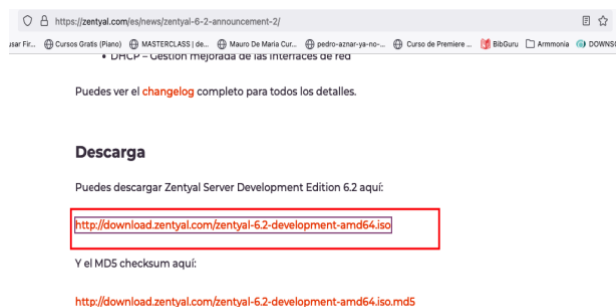 https://zentyal.com/es/news/zentyal-6-2-announcement-2/
usar Fir... Cursos Gratis (Piano) MASTERCLASS | de... Mauro De Maria Cur... pedro-aznar-ya-no-... Curso de Premiere ... BibGuru Armmonia DOWNSO
• DHCP – Gestión mejorada de las interfaces de red
Puedes ver el changelog completo para todos los detalles.
Descarga
Puedes descargar Zentyal Server Development Edition 6.2 aquí:
http://download.zentyal.com/zentyal-6.2-development-amd64.iso
Y el MD5 checksum aquí:
http://download.zentyal.com/zentyal-6.2-development-amd64.iso.md5